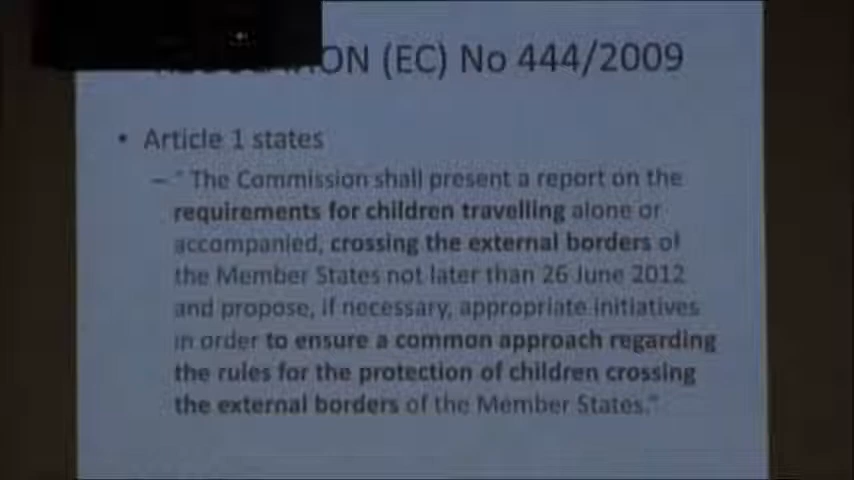 ON (EC) No 444/2009
• Article 1 states
– " The Commission shall present a report on the
requirements for children travelling alone or
accompanied, crossing the external borders of
the Member States not later than 26 June 2012
and propose, if necessary, appropriate initiatives
in order to ensure a common approach regarding
the rules for the protection of children crossing
the external borders of the Member States."